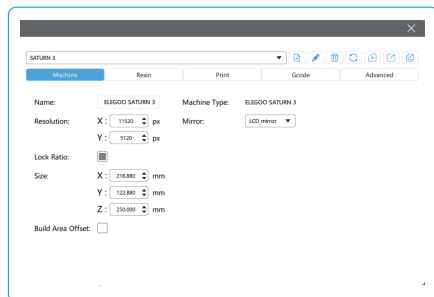 SATURN 3
Machine Resin Print Gcode Advanced
Name: ELEGOO SATURN 3 Machine Type: ELEGOO SATURN 3
Resolution: X : 11520 px Mirror: LCD_mirror
Y : 5120 px
Lock Ratio:
Size: X : 218.880 mm
Y : 122.880 mm
Z : 250.000 mm
Build Area Offset: